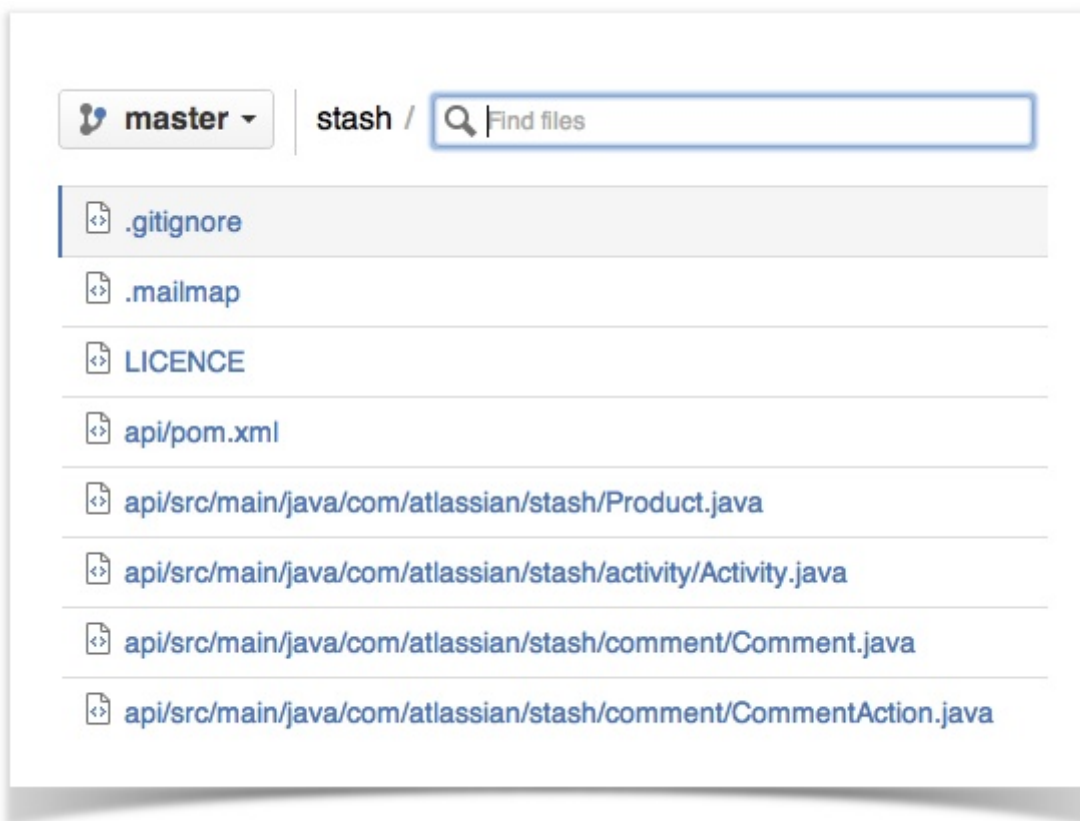 master stash / Find files
.gitignore
.mailmap
LICENCE
api/pom.xml
api/src/main/java/com/atlassian/stash/Product.java
api/src/main/java/com/atlassian/stash/activity/Activity.java
api/src/main/java/com/atlassian/stash/comment/Comment.java
api/src/main/java/com/atlassian/stash/comment/CommentAction.java